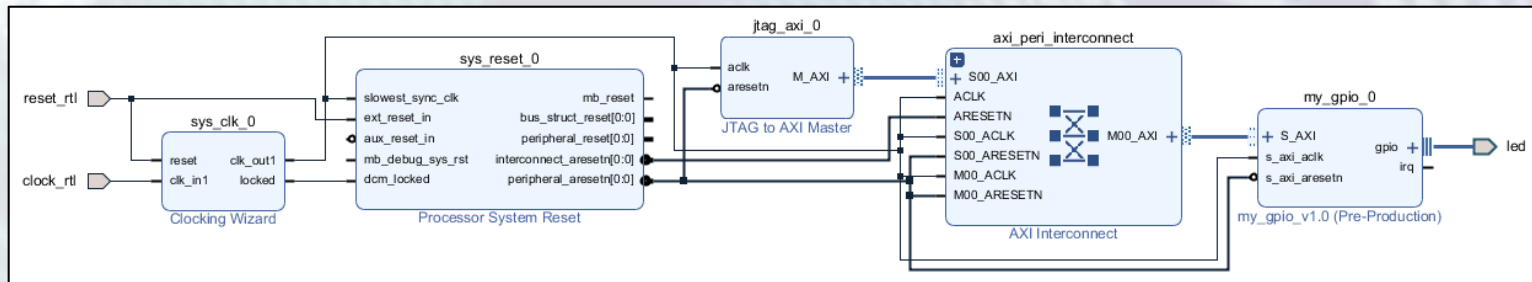 reset_rtl
clock_rtl
sys_clk_0
reset
clk_in1
clk_out1
locked
Clocking Wizard
sys_reset_0
slowest_sync_clk
ext_reset_in
aux_reset_in
mb_debug_sys_rst
dcm_locked
mb_reset
bus_struct_reset[0:0]
peripheral_reset[0:0]
interconnect_aresetn[0:0]
peripheral_aresetn[0:0]
Processor System Reset
jtag_axi_0
aclk
aresetn
M_AXI
JTAG to AXI Master
axi_peri_interconnect
S00_AXI
ACLK
ARESETN
S00_ACLK
S00_ARESETN
M00_ACLK
M00_ARESETN
M00_AXI
AXI Interconnect
my_gpio_0
S_AXI
s_axi_aclk
s_axi_aresetn
gpio
irq
my_gpio_v1.0 (Pre-Production)
led